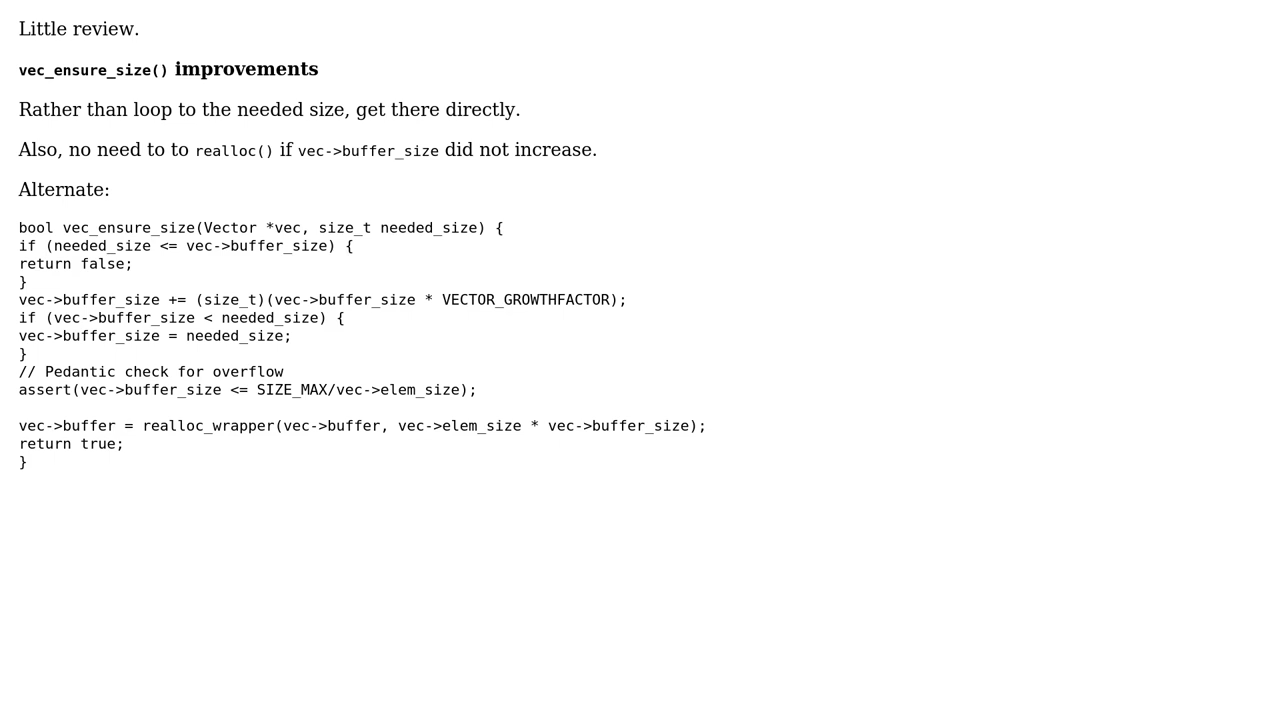 Little review.
vec_ensure_size() improvements
Rather than loop to the needed size, get there directly.
Also, no need to to realloc() if vec->buffer_size did not increase.
Alternate:
bool vec_ensure_size(Vector *vec, size_t needed_size) {
if (needed_size <= vec->buffer_size) {
return false;
}
vec->buffer_size += (size_t)(vec->buffer_size * VECTOR_GROWTHFACTOR);
if (vec->buffer_size < needed_size) {
vec->buffer_size = needed_size;
}
// Pedantic check for overflow
assert(vec->buffer_size <= SIZE_MAX/vec->elem_size);
vec->buffer = realloc_wrapper(vec->buffer, vec->elem_size * vec->buffer_size);
return true;
}